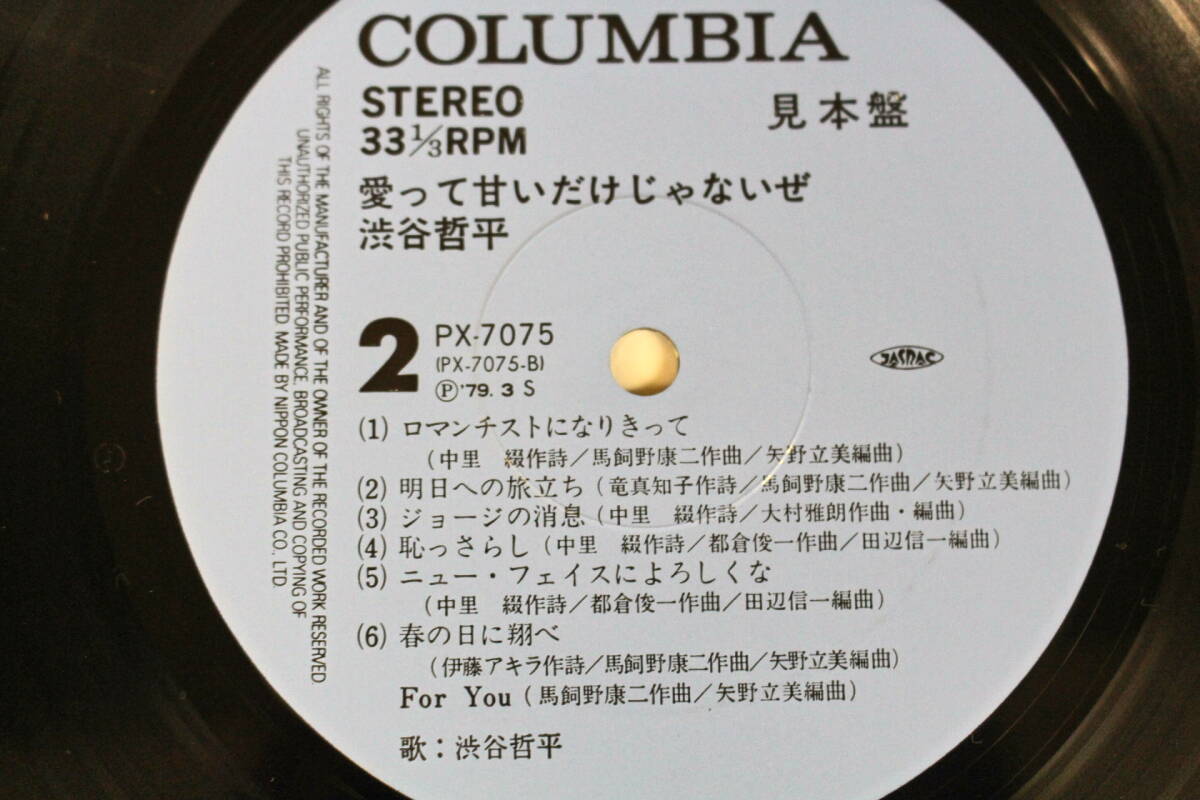 COLUMBIA
STEREO
33 1/3 RPM
見本盤
愛って甘いだけじゃないぜ
渋谷哲平
2
PX-7075
(PX-7075-B)
Ⓟ'79. 3 S
JASRAC
(1) ロマンチストになりきって
(中里 綴作詩/馬飼野康二作曲/矢野立美編曲)
(2) 明日への旅立ち (竜真知子作詩/馬飼野康二作曲/矢野立美編曲)
(3) ジョージの消息 (中里 綴作詩/大村雅朗作曲・編曲)
(4) 恥っさらし (中里 綴作詩/都倉俊一作曲/田辺信一編曲)
(5) ニュー・フェイスによろしくな
(中里 綴作詩/都倉俊一作曲/田辺信一編曲)
(6) 春の日に翔べ
(伊藤アキラ作詩/馬飼野康二作曲/矢野立美編曲)
For You (馬飼野康二作曲/矢野立美編曲)
歌：渋谷哲平
ALL RIGHTS OF THE MANUFACTURER AND OF THE OWNER OF THE RECORDED WORK RESERVED.
UNAUTHORIZED PUBLIC PERFORMANCE, BROADCASTING AND COPYING OF
THIS RECORD PROHIBITED. MADE BY NIPPON COLUMBIA CO., LTD.